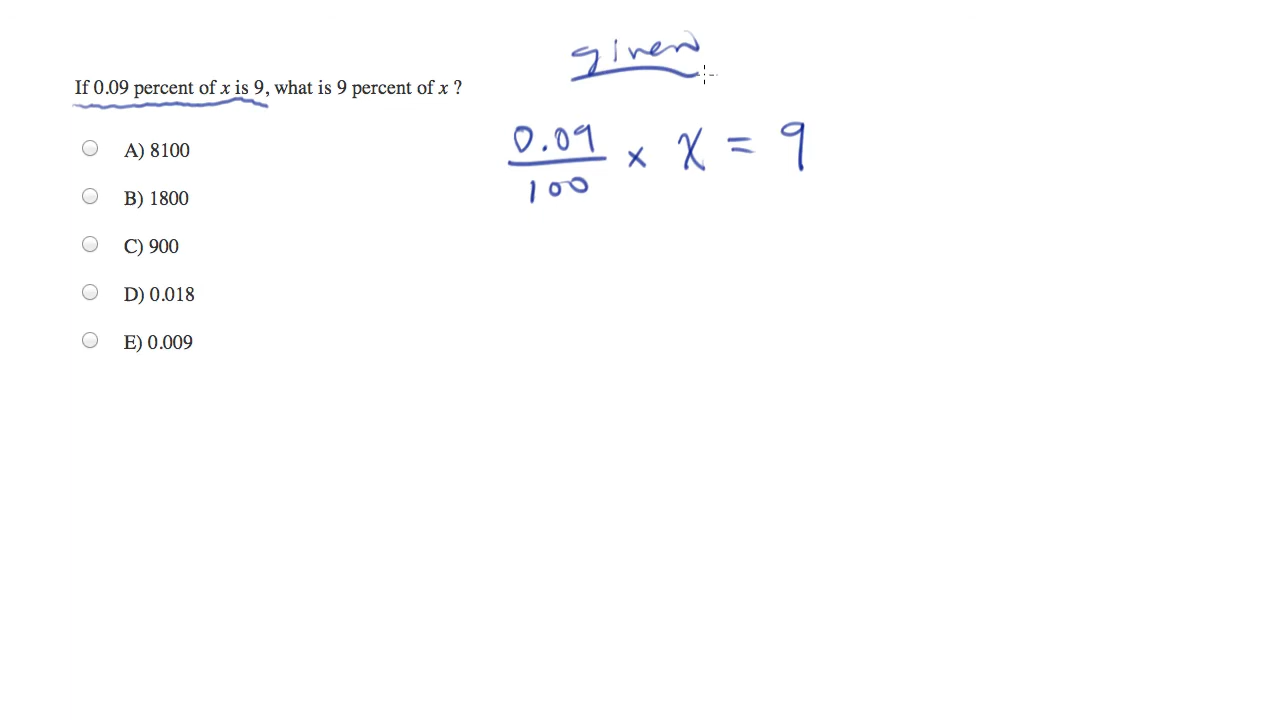 given
If 0.09 percent of x is 9, what is 9 percent of x ?
0.09
100
× x = 9
A) 8100
B) 1800
C) 900
D) 0.018
E) 0.009